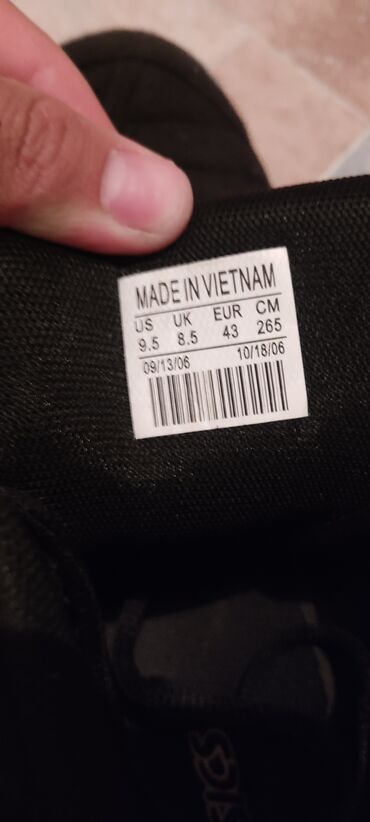 MADE IN VIETNAM
US UK EUR CM
9.5 8.5 43 265
09/13/06 10/18/06